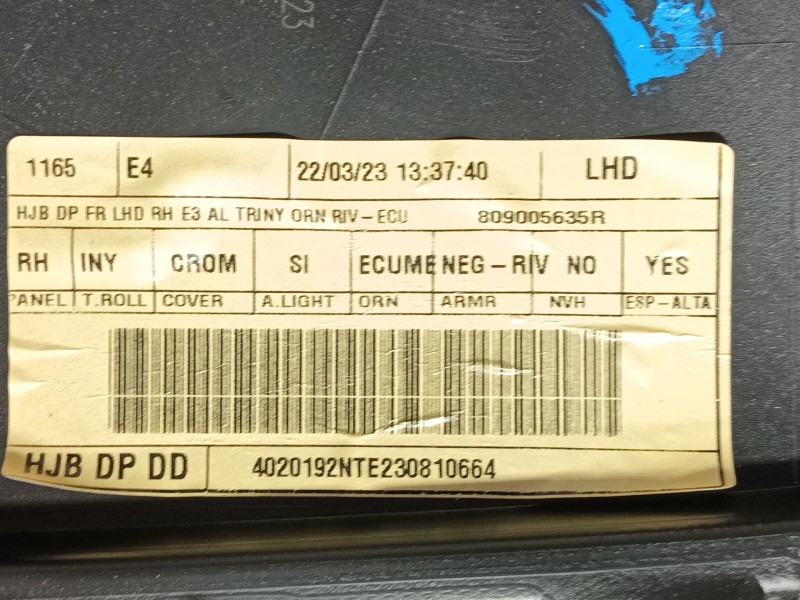 23
1165 E4 22/03/23 13:37:40 LHD
HJB DP FR LHD RH E3 AL TRINY ORN RIV-ECU 809005635R
RH INY CROM SI ECUME NEG-RIV NO YES
PANEL T.ROLL COVER A.LIGHT ORN ARMR NVH ESP-ALTA
HJB DP DD 4020192NTE230810664